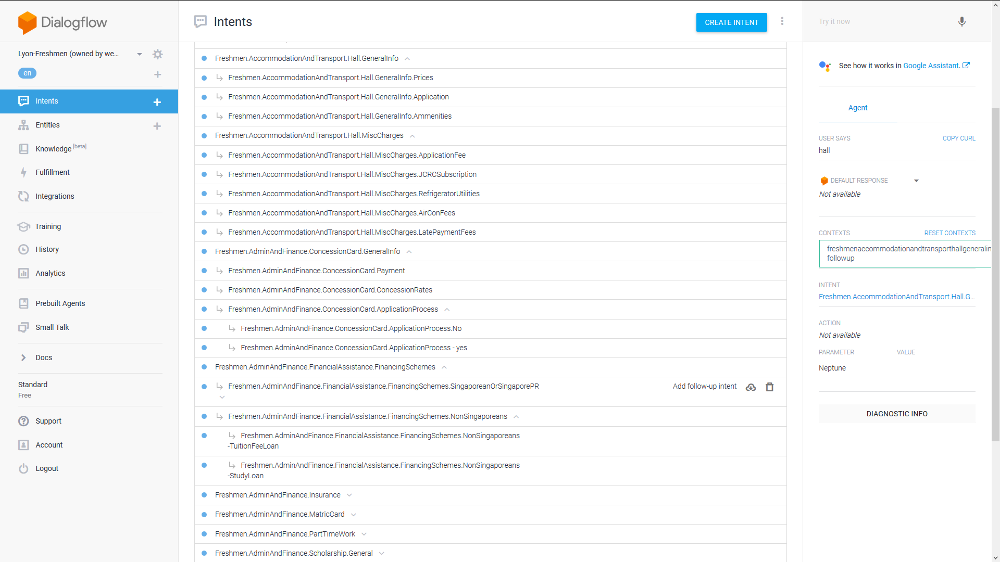 Dialogflow
Lyon-Freshmen (owned by we...
en
Intents
Entities
Knowledge [beta]
Fulfillment
Integrations
Training
History
Analytics
Prebuilt Agents
Small Talk
Docs
Standard
Free
Support
Account
Logout
Intents
CREATE INTENT
Freshmen.AccommodationAndTransport.Hall.GeneralInfo
Freshmen.AccommodationAndTransport.Hall.GeneralInfo.Prices
Freshmen.AccommodationAndTransport.Hall.GeneralInfo.Application
Freshmen.AccommodationAndTransport.Hall.GeneralInfo.Ammenities
Freshmen.AccommodationAndTransport.Hall.MiscCharges
Freshmen.AccommodationAndTransport.Hall.MiscCharges.ApplicationFee
Freshmen.AccommodationAndTransport.Hall.MiscCharges.JCRCSubscription
Freshmen.AccommodationAndTransport.Hall.MiscCharges.RefrigeratorUtilities
Freshmen.AccommodationAndTransport.Hall.MiscCharges.AirConFees
Freshmen.AccommodationAndTransport.Hall.MiscCharges.LatePaymentFees
Freshmen.AdminAndFinance.ConcessionCard.GeneralInfo
Freshmen.AdminAndFinance.ConcessionCard.Payment
Freshmen.AdminAndFinance.ConcessionCard.ConcessionRates
Freshmen.AdminAndFinance.ConcessionCard.ApplicationProcess
Freshmen.AdminAndFinance.ConcessionCard.ApplicationProcess.No
Freshmen.AdminAndFinance.ConcessionCard.ApplicationProcess - yes
Freshmen.AdminAndFinance.FinancialAssistance.FinancingSchemes
Freshmen.AdminAndFinance.FinancialAssistance.FinancingSchemes.SingaporeanOrSingaporePR
Add follow-up intent
Freshmen.AdminAndFinance.FinancialAssistance.FinancingSchemes.NonSingaporeans
Freshmen.AdminAndFinance.FinancialAssistance.FinancingSchemes.NonSingaporeans
-TuitionFeeLoan
Freshmen.AdminAndFinance.FinancialAssistance.FinancingSchemes.NonSingaporeans
-StudyLoan
Freshmen.AdminAndFinance.Insurance
Freshmen.AdminAndFinance.MatricCard
Freshmen.AdminAndFinance.PartTimeWork
Freshmen.AdminAndFinance.Scholarship.General
Try it now
See how it works in Google Assistant.
Agent
USER SAYS
COPY CURL
hall
DEFAULT RESPONSE
Not available
CONTEXTS
RESET CONTEXTS
freshmenaccommodationandtransporthallgeneralin
followup
INTENT
Freshmen.AccommodationAndTransport.Hall.G...
ACTION
Not available
PARAMETER
VALUE
Neptune
DIAGNOSTIC INFO